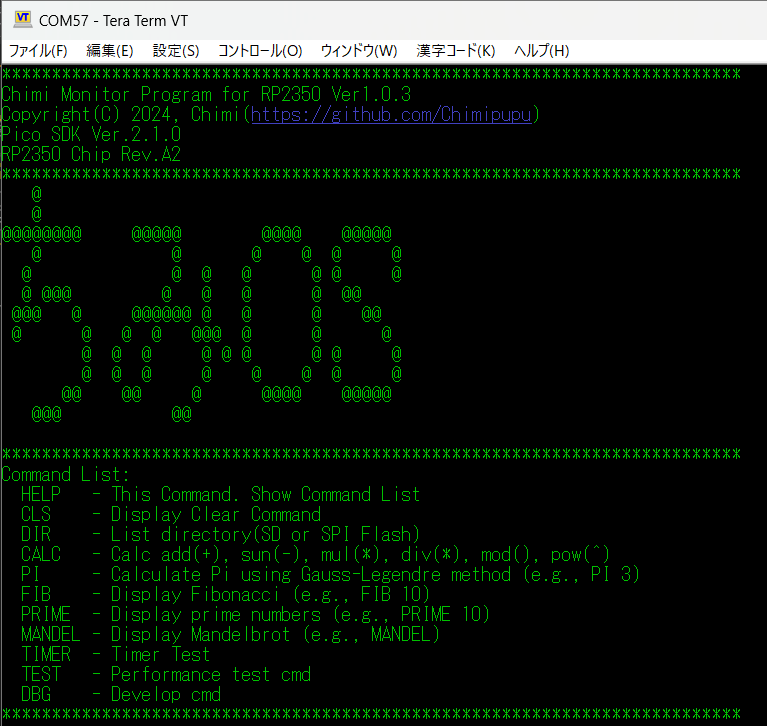 COM57 - Tera Term VT
ファイル(F) 編集(E) 設定(S) コントロール(O) ウィンドウ(W) 漢字コード(K) ヘルプ(H)
**************************************************************************
Chimi Monitor Program for RP2350 Ver1.0.3
Copyright(C) 2024, Chimi(https://github.com/Chimipupu)
Pico SDK Ver.2.1.0
RP2350 Chip Rev.A2
**************************************************************************
ちみOS
**************************************************************************
Command List:
HELP - This Command. Show Command List
CLS - Display Clear Command
DIR - List directory(SD or SPI Flash)
CALC - Calc add(+), sun(-), mul(*), div(*), mod(), pow(^)
PI - Calculate Pi using Gauss-Legendre method (e.g., PI 3)
FIB - Display Fibonacci (e.g., FIB 10)
PRIME - Display prime numbers (e.g., PRIME 10)
MANDEL - Display Mandelbrot (e.g., MANDEL)
TIMER - Timer Test
TEST - Performance test cmd
DBG - Develop cmd
**************************************************************************